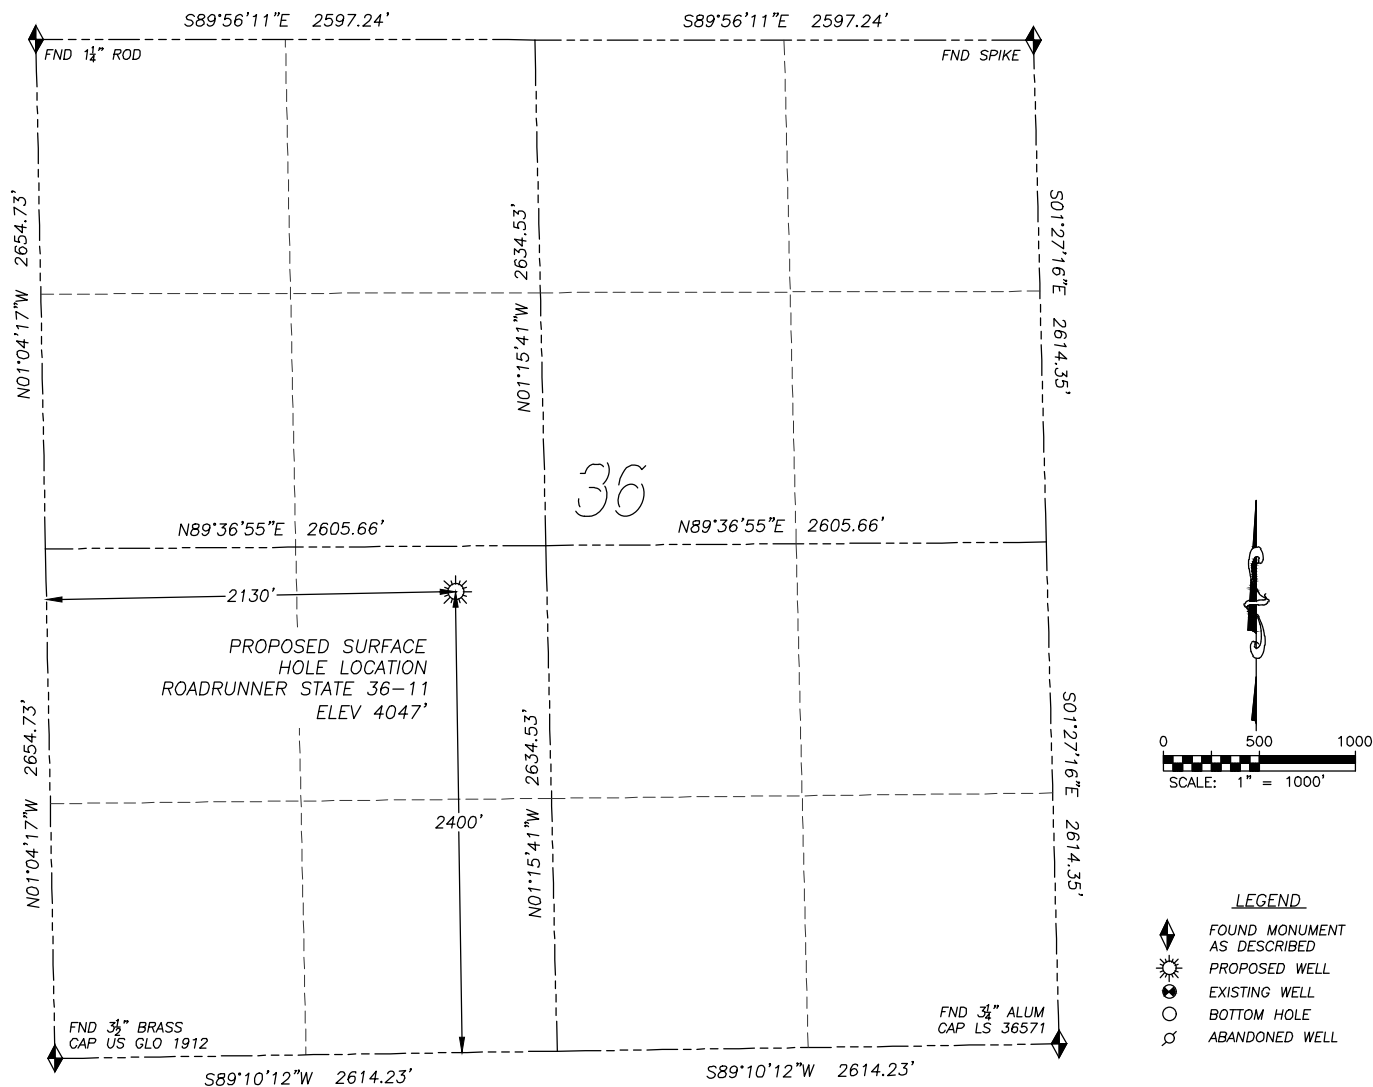 S89°56'11"E 2597.24'
S89°56'11"E 2597.24'
FND 1¼" ROD
FND SPIKE
N01°04'17"W 2654.73'
N01°15'41"W 2634.53'
S01°27'16"E 2614.35'
36
N89°36'55"E 2605.66'
N89°36'55"E 2605.66'
2130'
PROPOSED SURFACE
HOLE LOCATION
ROADRUNNER STATE 36-11
ELEV 4047'
N01°04'17"W 2654.73'
2400'
N01°15'41"W 2634.53'
S01°27'16"E 2614.35'
FND 3½" BRASS
CAP US GLO 1912
FND 3¼" ALUM
CAP LS 36571
S89°10'12"W 2614.23'
S89°10'12"W 2614.23'
0 500 1000
SCALE: 1" = 1000'
LEGEND
FOUND MONUMENT
AS DESCRIBED
PROPOSED WELL
EXISTING WELL
BOTTOM HOLE
ABANDONED WELL